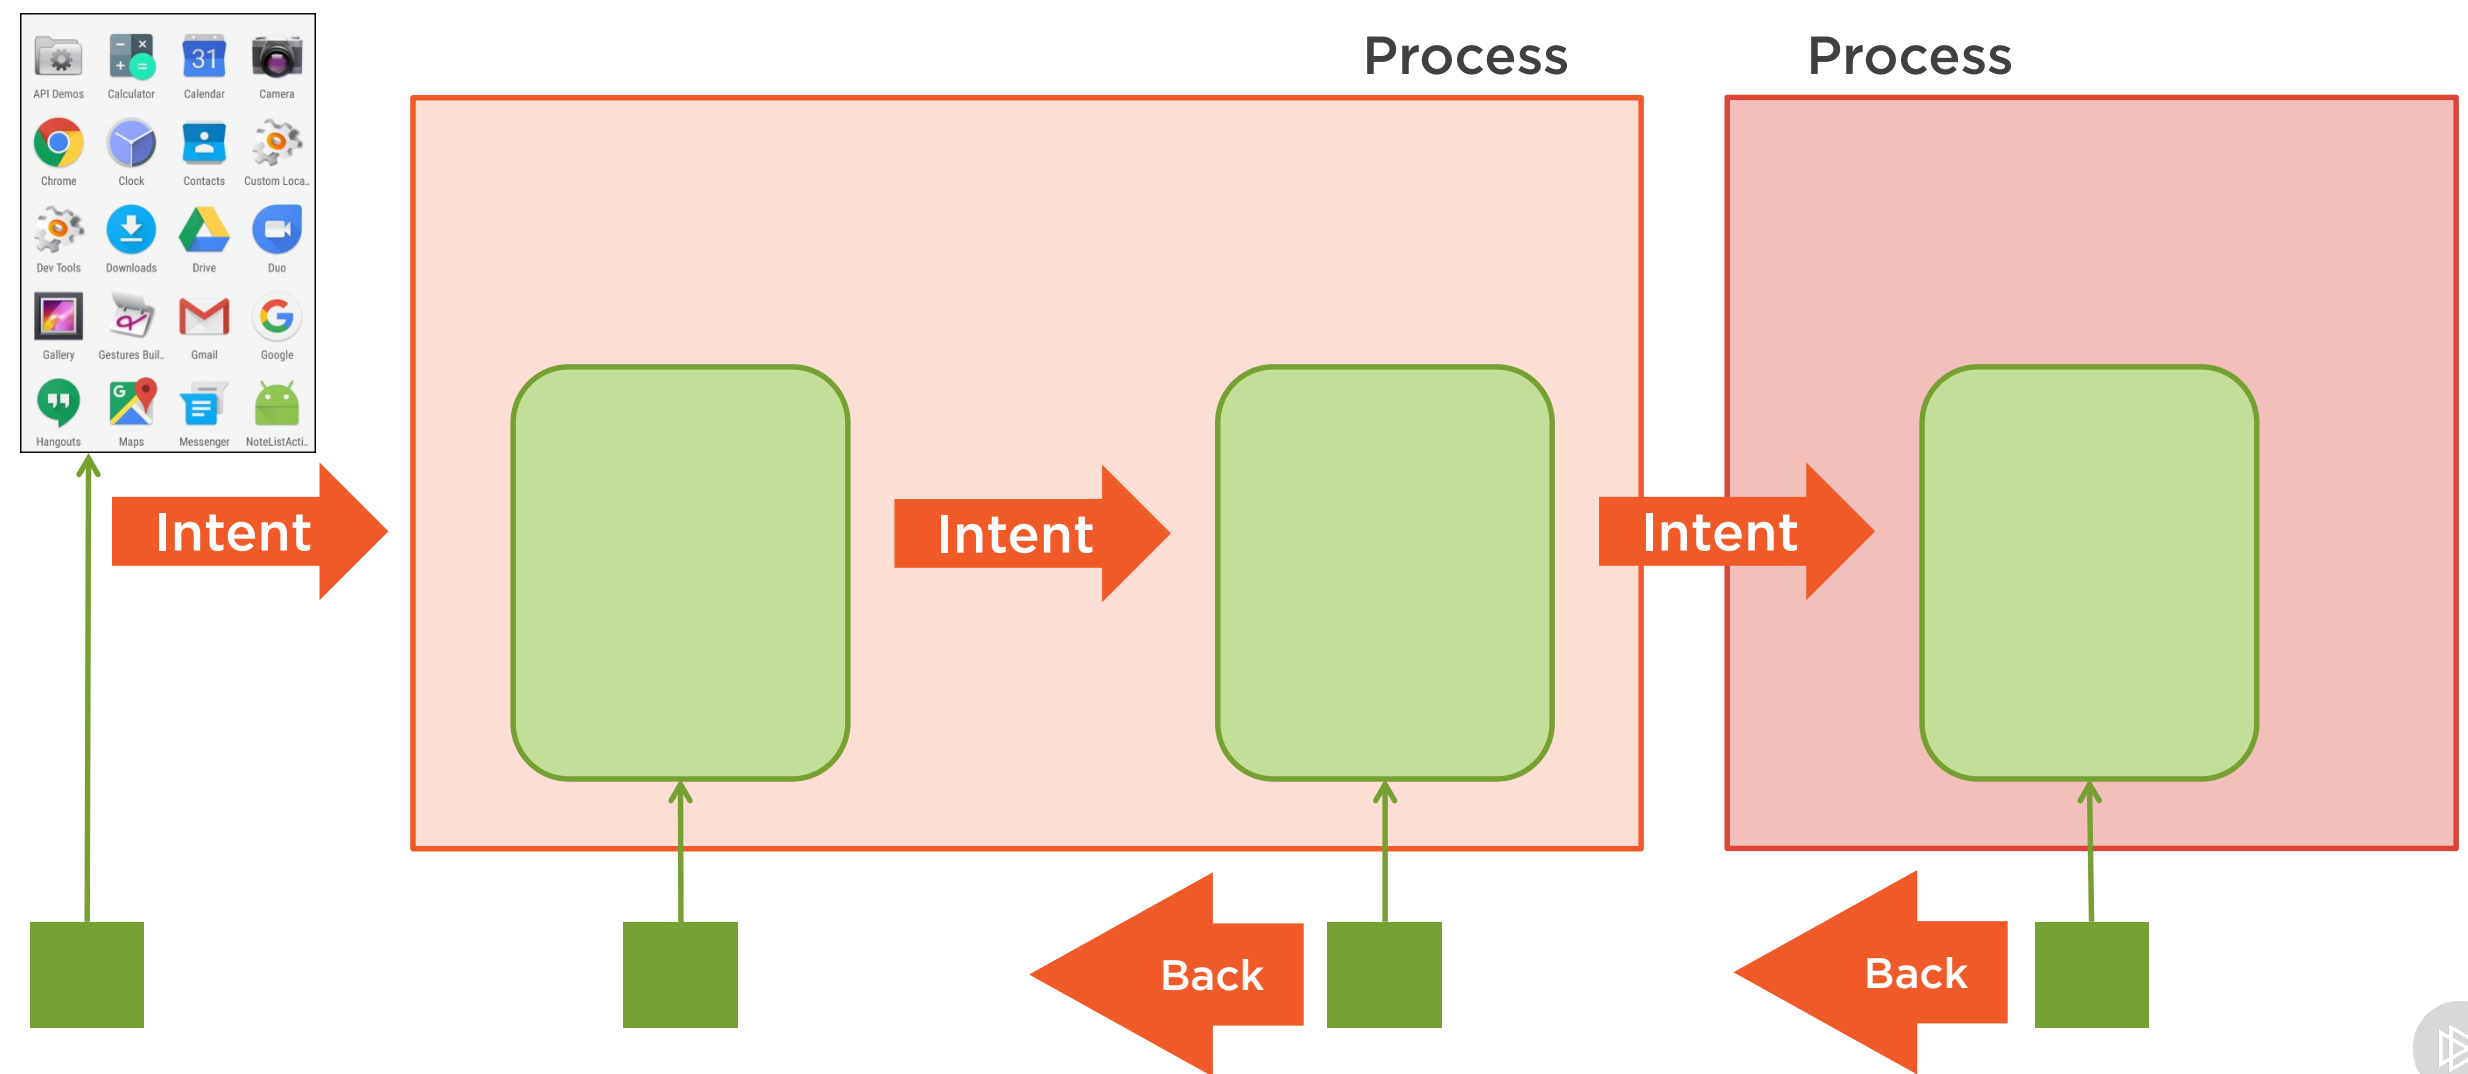 Process
Process
31
API Demos
Calculator
Calendar
Camera
Chrome
Clock
Contacts
Custom Loca..
Dev Tools
Downloads
Drive
Duo
G
Gallery
Gestures Buil..
Gmail
Google
G
Hangouts
Maps
Messenger
NoteListActi..
Intent
Intent
Intent
Back
Back